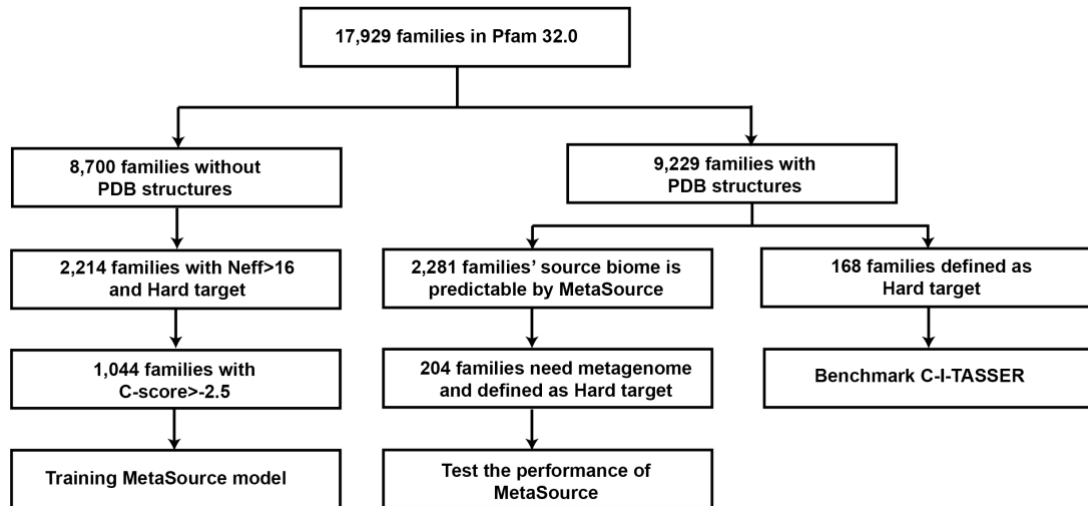 17,929 families in Pfam 32.0
8,700 families without
PDB structures
9,229 families with
PDB structures
2,214 families with Neff>16
and Hard target
2,281 families’ source biome is
predictable by MetaSource
168 families defined as
Hard target
1,044 families with
C-score>-2.5
204 families need metagenome
and defined as Hard target
Benchmark C-I-TASSER
Training MetaSource model
Test the performance of
MetaSource